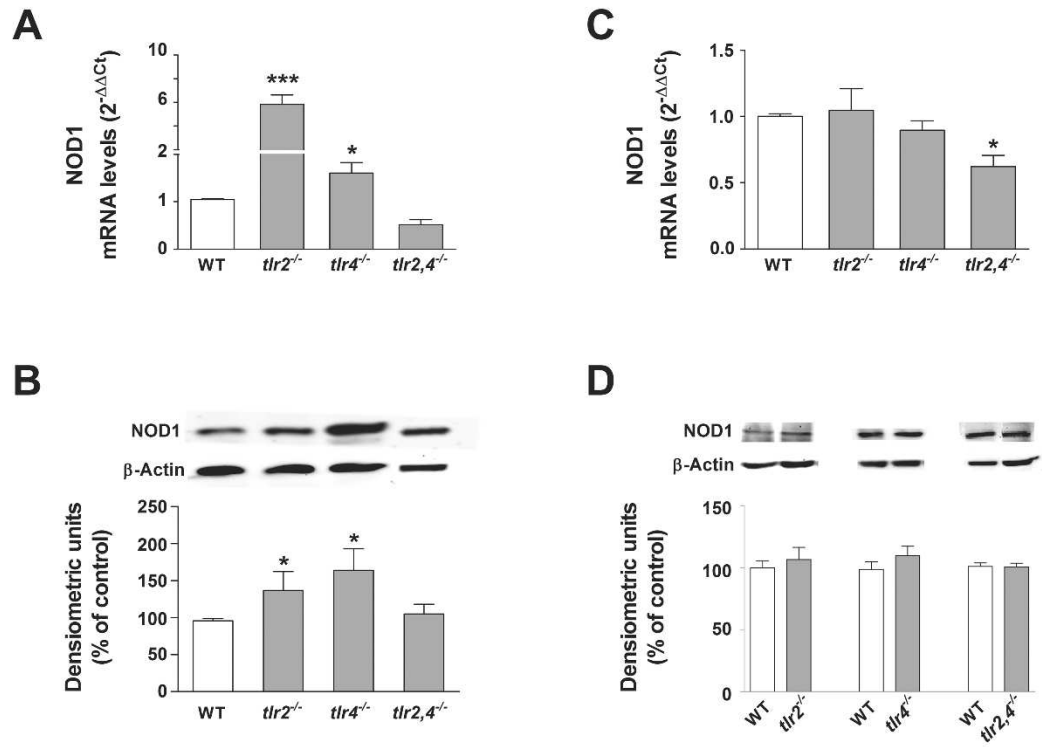 A
NOD1
mRNA levels (2^-ΔΔCt)
10
8
6
2
1
0
***
*
WT
tlr2-/-
tlr4-/-
tlr2,4-/-
C
NOD1
mRNA levels (2^-ΔΔCt)
1.5
1.0
0.5
0.0
*
WT
tlr2-/-
tlr4-/-
tlr2,4-/-
B
NOD1
β-Actin
Densiometric units
(% of control)
250
200
150
100
50
0
*
*
WT
tlr2-/-
tlr4-/-
tlr2,4-/-
D
NOD1
β-Actin
Densiometric units
(% of control)
150
100
50
0
WT
tlr2-/-
WT
tlr4-/-
WT
tlr2,4-/-